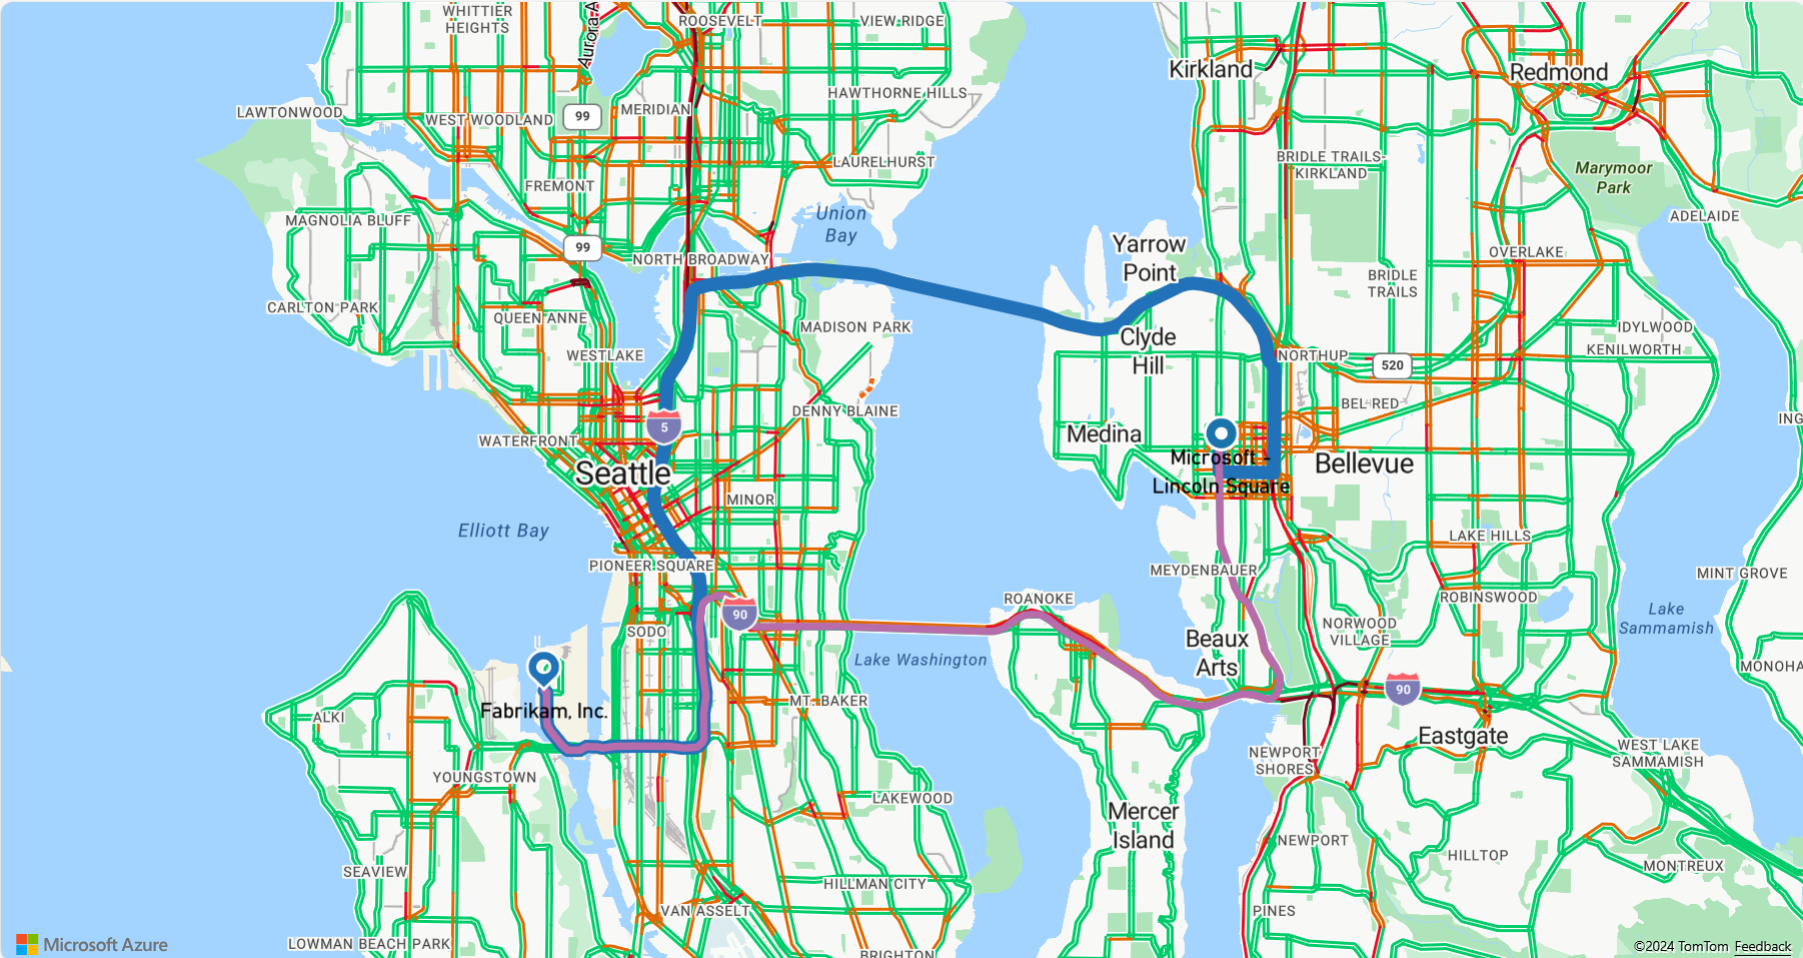 WHITTIER
HEIGHTS
Aurora A
ROOSEVELT
VIEW RIDGE
Kirkland
Redmond
HAWTHORNE HILLS
LAWTONWOOD
99
MERIDIAN
WEST WOODLAND
LAURELHURST
BRIDLE TRAILS-
KIRKLAND
Marymoor
Park
FREMONT
MAGNOLIA BLUFF
Union
Bay
ADELAIDE
99
NORTH BROADWAY
Yarrow
Point
OVERLAKE
BRIDLE
TRAILS
CARLTON PARK
QUEEN ANNE
MADISON PARK
Clyde
Hill
IDYLWOOD
KENILWORTH
WESTLAKE
NORTHUP
520
DENNY BLAINE
BEL-RED
ING
5
WATERFRONT
Medina
Seattle
Microsoft -
Lincoln Square
Bellevue
MINOR
Elliott Bay
LAKE HILLS
PIONEER SQUARE
MEYDENBAUER
MINT GROVE
ROANOKE
ROBINSWOOD
90
Lake
Sammamish
SODO
NORWOOD
VILLAGE
Beaux
Arts
Lake Washington
MONOHA
90
MT. BAKER
Fabrikam, Inc.
ALKI
Eastgate
WEST LAKE
SAMMAMISH
NEWPORT
SHORES
YOUNGSTOWN
LAKEWOOD
Mercer
Island
NEWPORT
HILLTOP
MONTREUX
SEAVIEW
HILLMAN CITY
VAN ASSELT
PINES
LOWMAN BEACH PARK
BRIGHTON
Microsoft Azure
©2024 TomTom Feedback